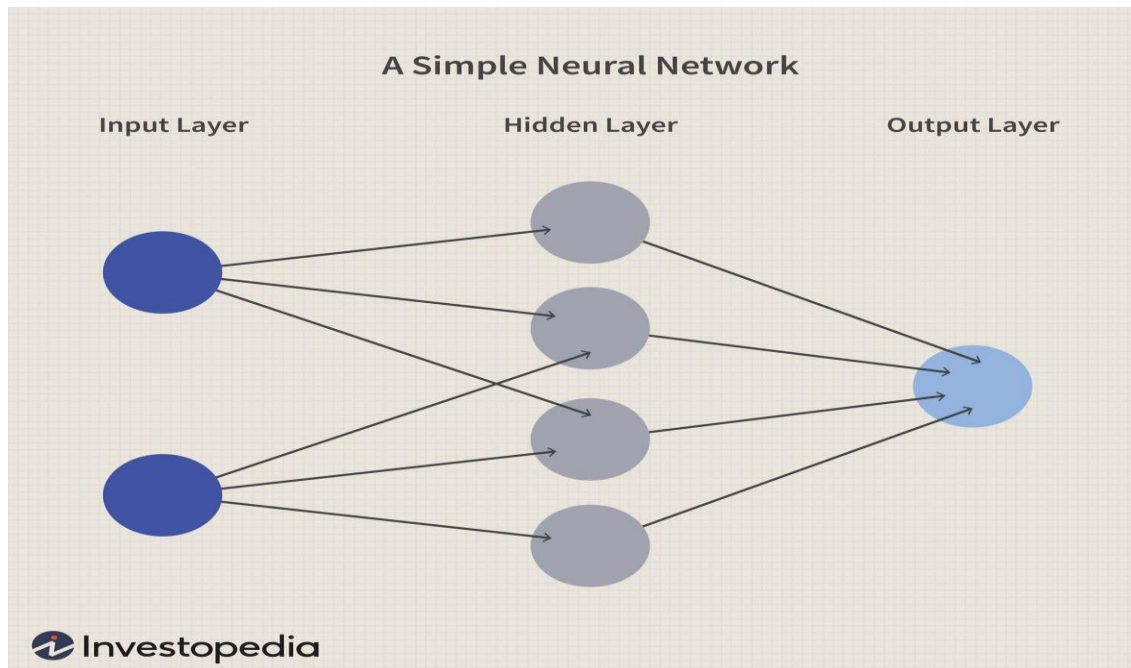 A Simple Neural Network
Input Layer Hidden Layer Output Layer
Investopedia